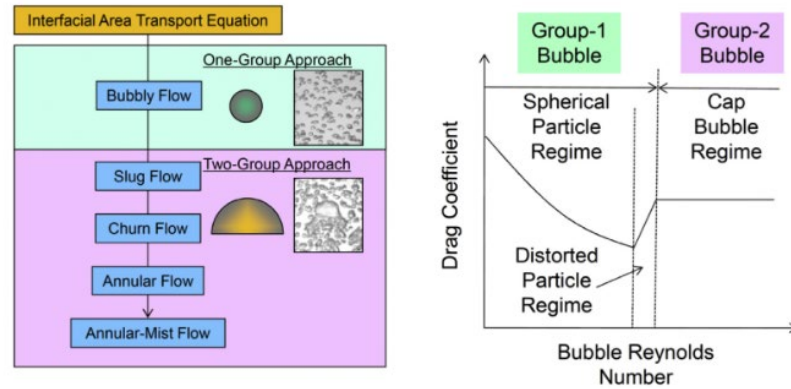 Interfacial Area Transport Equation
One-Group Approach
Bubbly Flow
Two-Group Approach
Slug Flow
Churn Flow
Annular Flow
Annular-Mist Flow
Group-1
Bubble
Group-2
Bubble
Spherical
Particle
Regime
Cap
Bubble
Regime
Distorted
Particle
Regime
Drag Coefficient
Bubble Reynolds
Number